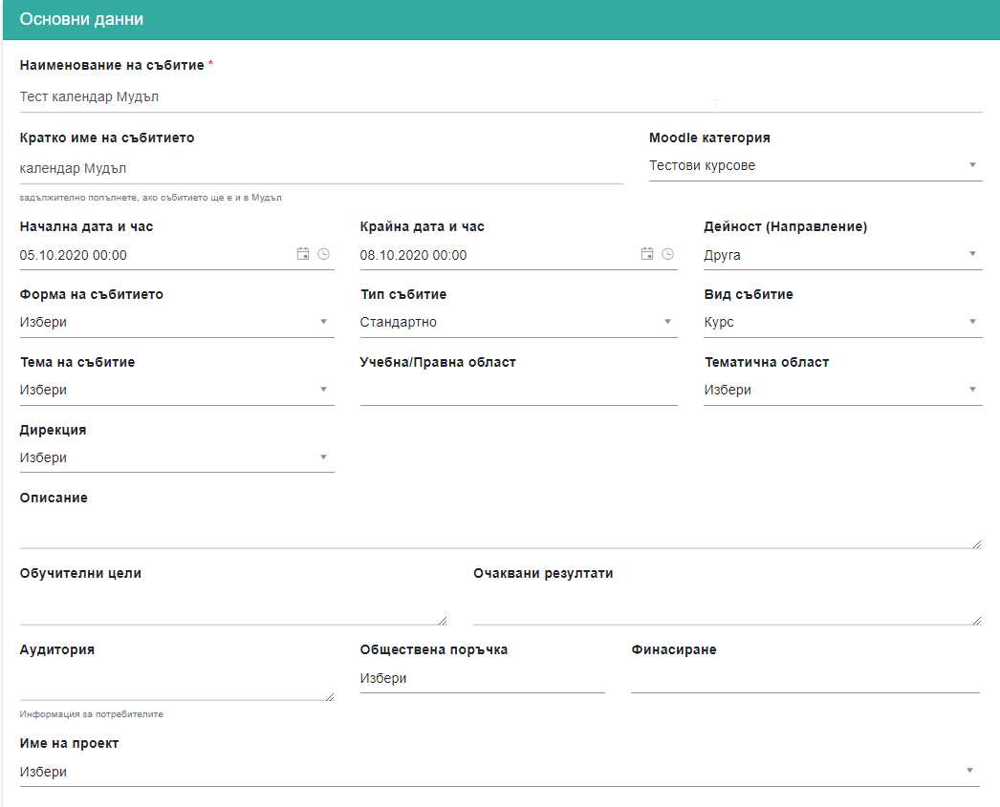 Основни данни
Наименование на събитие *
Тест календар Мудъл
Кратко име на събитието
Moodle категория
календар Мудъл
Тестови курсове
задължително попълнете, ако събитието ще е и в Мудъл
Начална дата и час
Крайна дата и час
Дейност (Направление)
05.10.2020 00:00
08.10.2020 00:00
Друга
Форма на събитието
Тип събитие
Вид събитие
Избери
Стандартно
Курс
Тема на събитие
Учебна/Правна област
Тематична област
Избери
Избери
Дирекция
Избери
Описание
Обучителни цели
Очаквани резултати
Аудитория
Обществена поръчка
Финасиране
Избери
Информация за потребителите
Име на проект
Избери